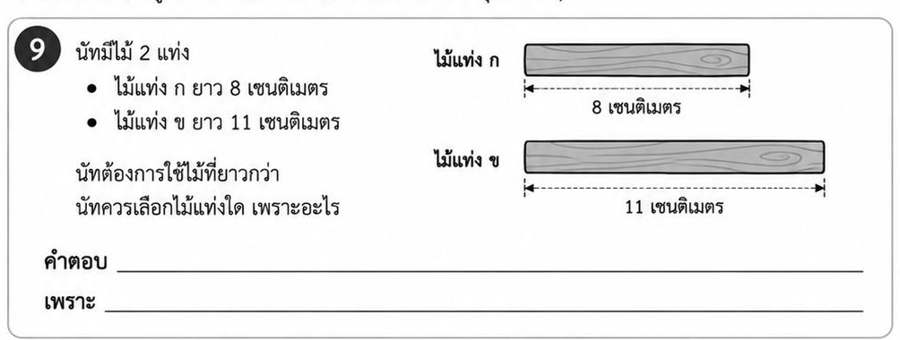 9
นัทมีไม้ 2 แท่ง
• ไม้แท่ง ก ยาว 8 เซนติเมตร
• ไม้แท่ง ข ยาว 11 เซนติเมตร
นัทต้องการใช้ไม้ที่ยาวกว่า
นัทควรเลือกไม้แท่งใด เพราะอะไร
ไม้แท่ง ก
8 เซนติเมตร
ไม้แท่ง ข
11 เซนติเมตร
คำตอบ
เพราะ